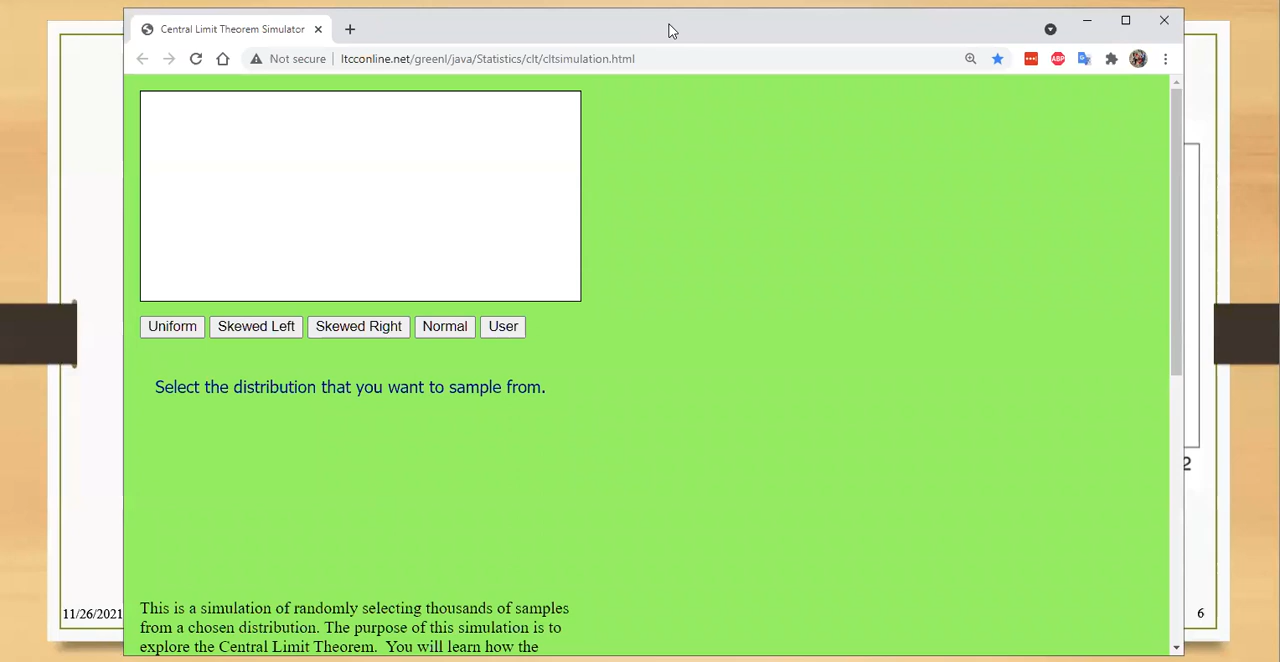 Central Limit Theorem Simulator
Not secure
ltcconline.net/greenl/java/Statistics/clt/cltsimulation.html
ABP
Uniform Skewed Left Skewed Right Normal User
Select the distribution that you want to sample from.
This is a simulation of randomly selecting thousands of samples
from a chosen distribution. The purpose of this simulation is to
explore the Central Limit Theorem. You will learn how the
11/26/2021
2
6